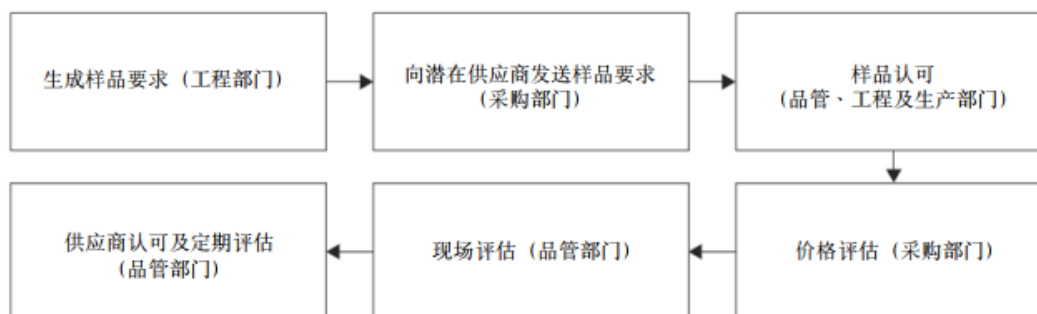 生成样品要求（工程部门）
向潜在供应商发送样品要求
（采购部门）
样品认可
（品管、工程及生产部门）
供应商认可及定期评估
（品管部门）
现场评估（品管部门）
价格评估（采购部门）